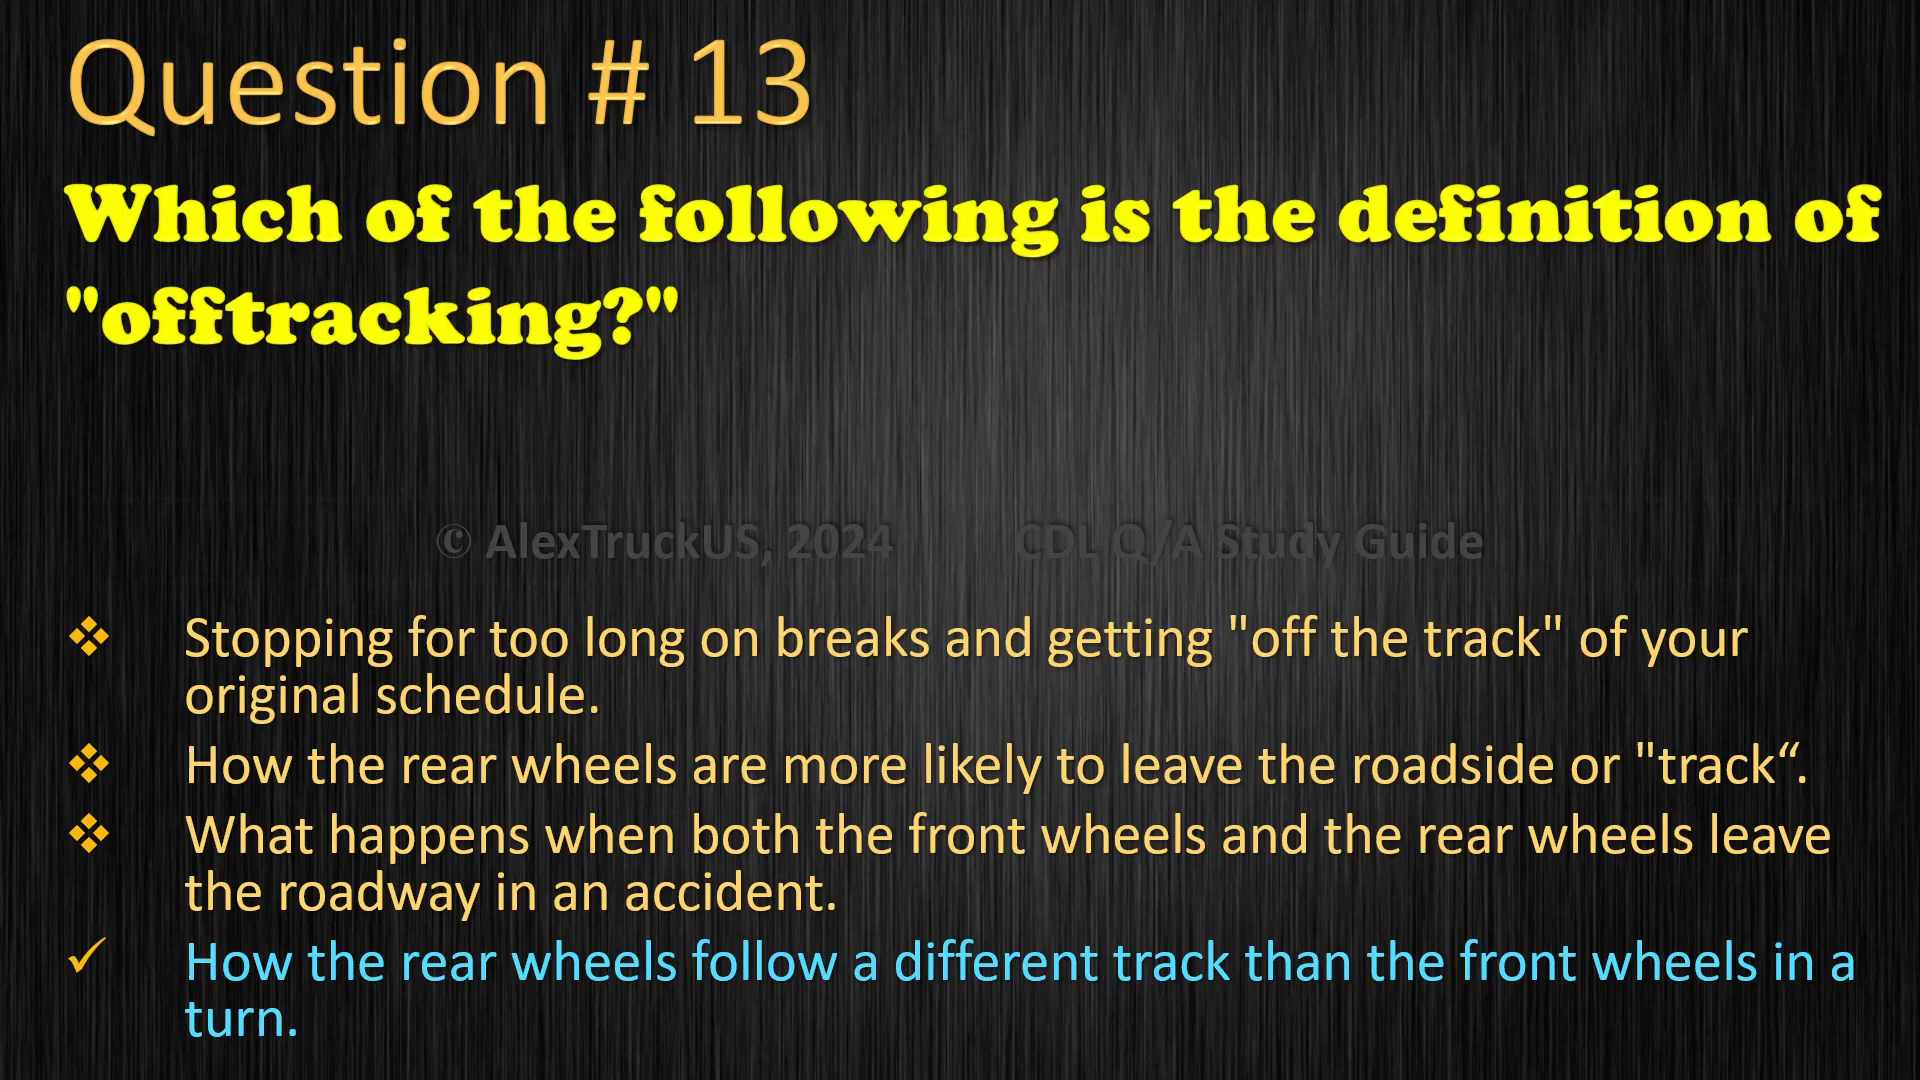 Question # 13
Which of the following is the definition of
"offtracking?"
© AlexTruckUS, 2024 CDL Q/A Study Guide
❖ Stopping for too long on breaks and getting "off the track" of your
original schedule.
❖ How the rear wheels are more likely to leave the roadside or "track“.
❖ What happens when both the front wheels and the rear wheels leave
the roadway in an accident.
✓ How the rear wheels follow a different track than the front wheels in a
turn.